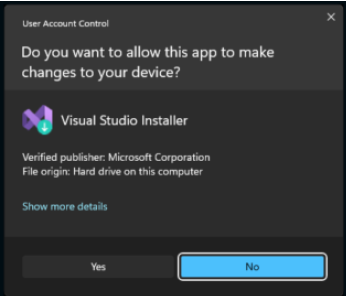 User Account Control
Do you want to allow this app to make
changes to your device?
Visual Studio Installer
Verified publisher: Microsoft Corporation
File origin: Hard drive on this computer
Show more details
Yes
No